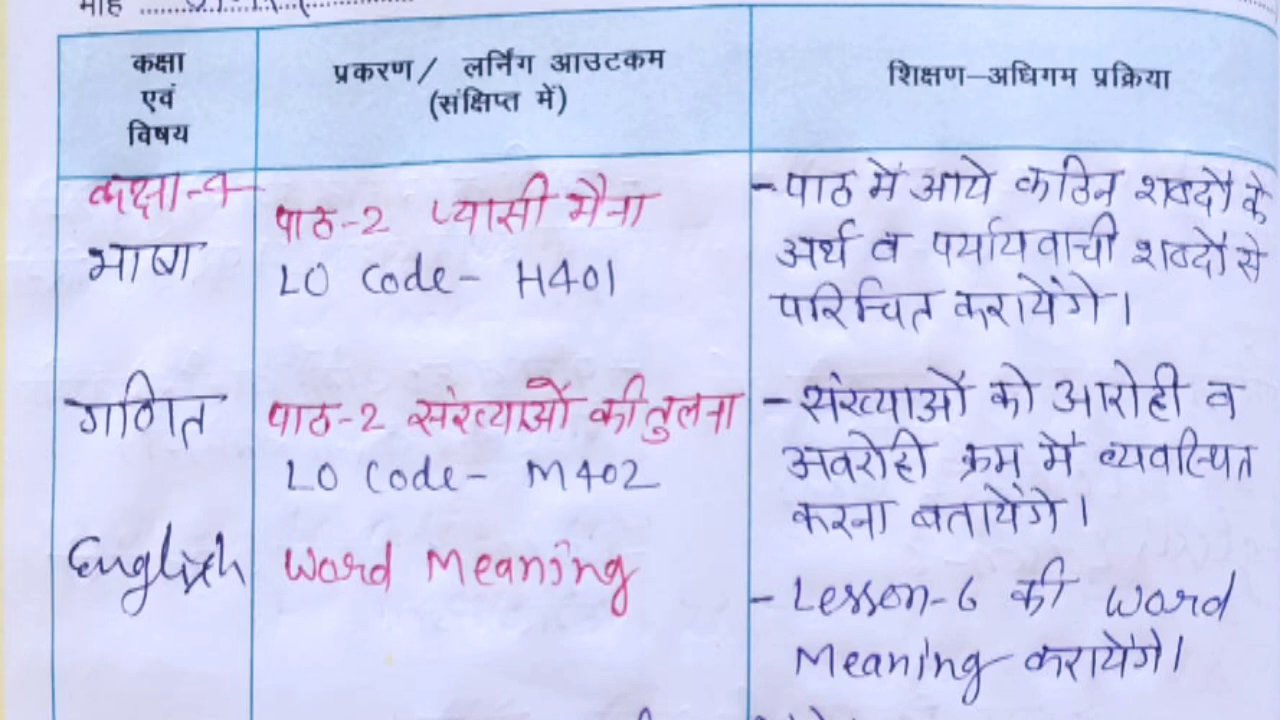 माह
कक्षा
एवं
विषय
प्रकरण/ लर्निंग आउटकम
(संक्षिप्त में)
शिक्षण-अधिगम प्रक्रिया
कक्षा-4
भाषा
पाठ-2 प्यासी मैना
LO Code- H401
-पाठ में आये कठिन शब्दों के
अर्थ व पर्यायवाची शब्दों से
परिचित करायेंगे।
गणित
पाठ-2 संख्याओं की तुलना
LO Code- M402
-संख्याओं को आरोही व
अवरोही क्रम में व्यवस्थित
करना बतायेंगे।
English
Word Meaning
-Lesson-6 की Word
Meaning करायेंगे।